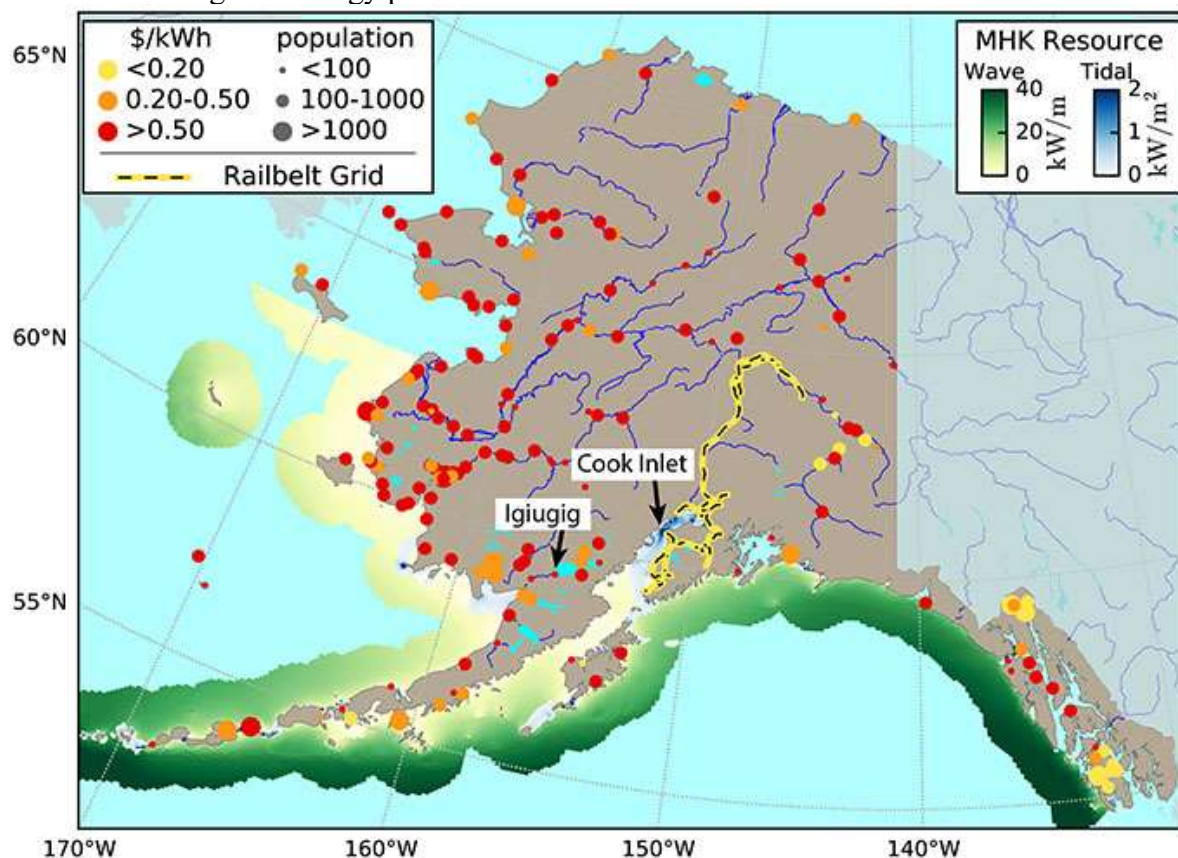 $/kWh population
<0.20 <100
0.20-0.50 100-1000
>0.50 >1000
Railbelt Grid
MHK Resource
Wave Tidal
40 2
20 kW/m 1 kW/m²
0 0
65°N
60°N
55°N
Cook Inlet
Igiugig
170°W 160°W 150°W 140°W